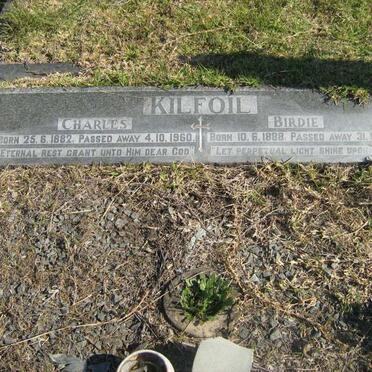 KILFOIL
CHARLES BIRDIE
BORN 25.6.1882. PASSED AWAY 4.10.1960. BORN 10.6.1888. PASSED AWAY 31.
"ETERNAL REST GRANT UNTO HIM DEAR GOD" "LET PERPETUAL LIGHT SHINE UPON